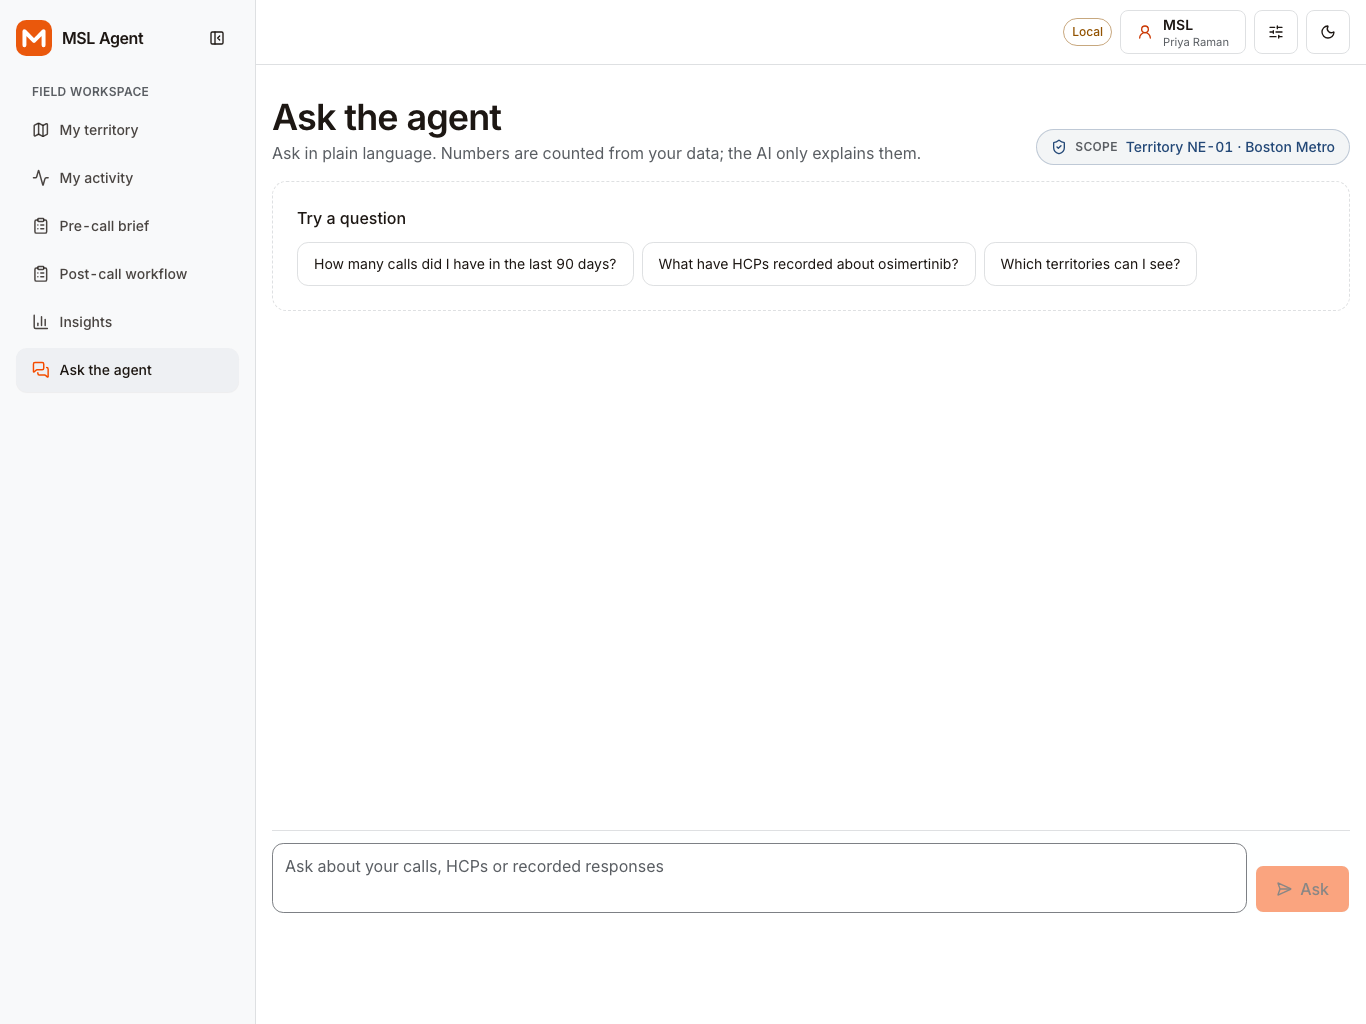 MSL Agent
FIELD WORKSPACE
My territory
My activity
Pre-call brief
Post-call workflow
Insights
Ask the agent
Local
MSL
Priya Raman
Ask the agent
Ask in plain language. Numbers are counted from your data; the AI only explains them.
SCOPE Territory NE-01 · Boston Metro
Try a question
How many calls did I have in the last 90 days?
What have HCPs recorded about osimertinib?
Which territories can I see?
Ask about your calls, HCPs or recorded responses
Ask